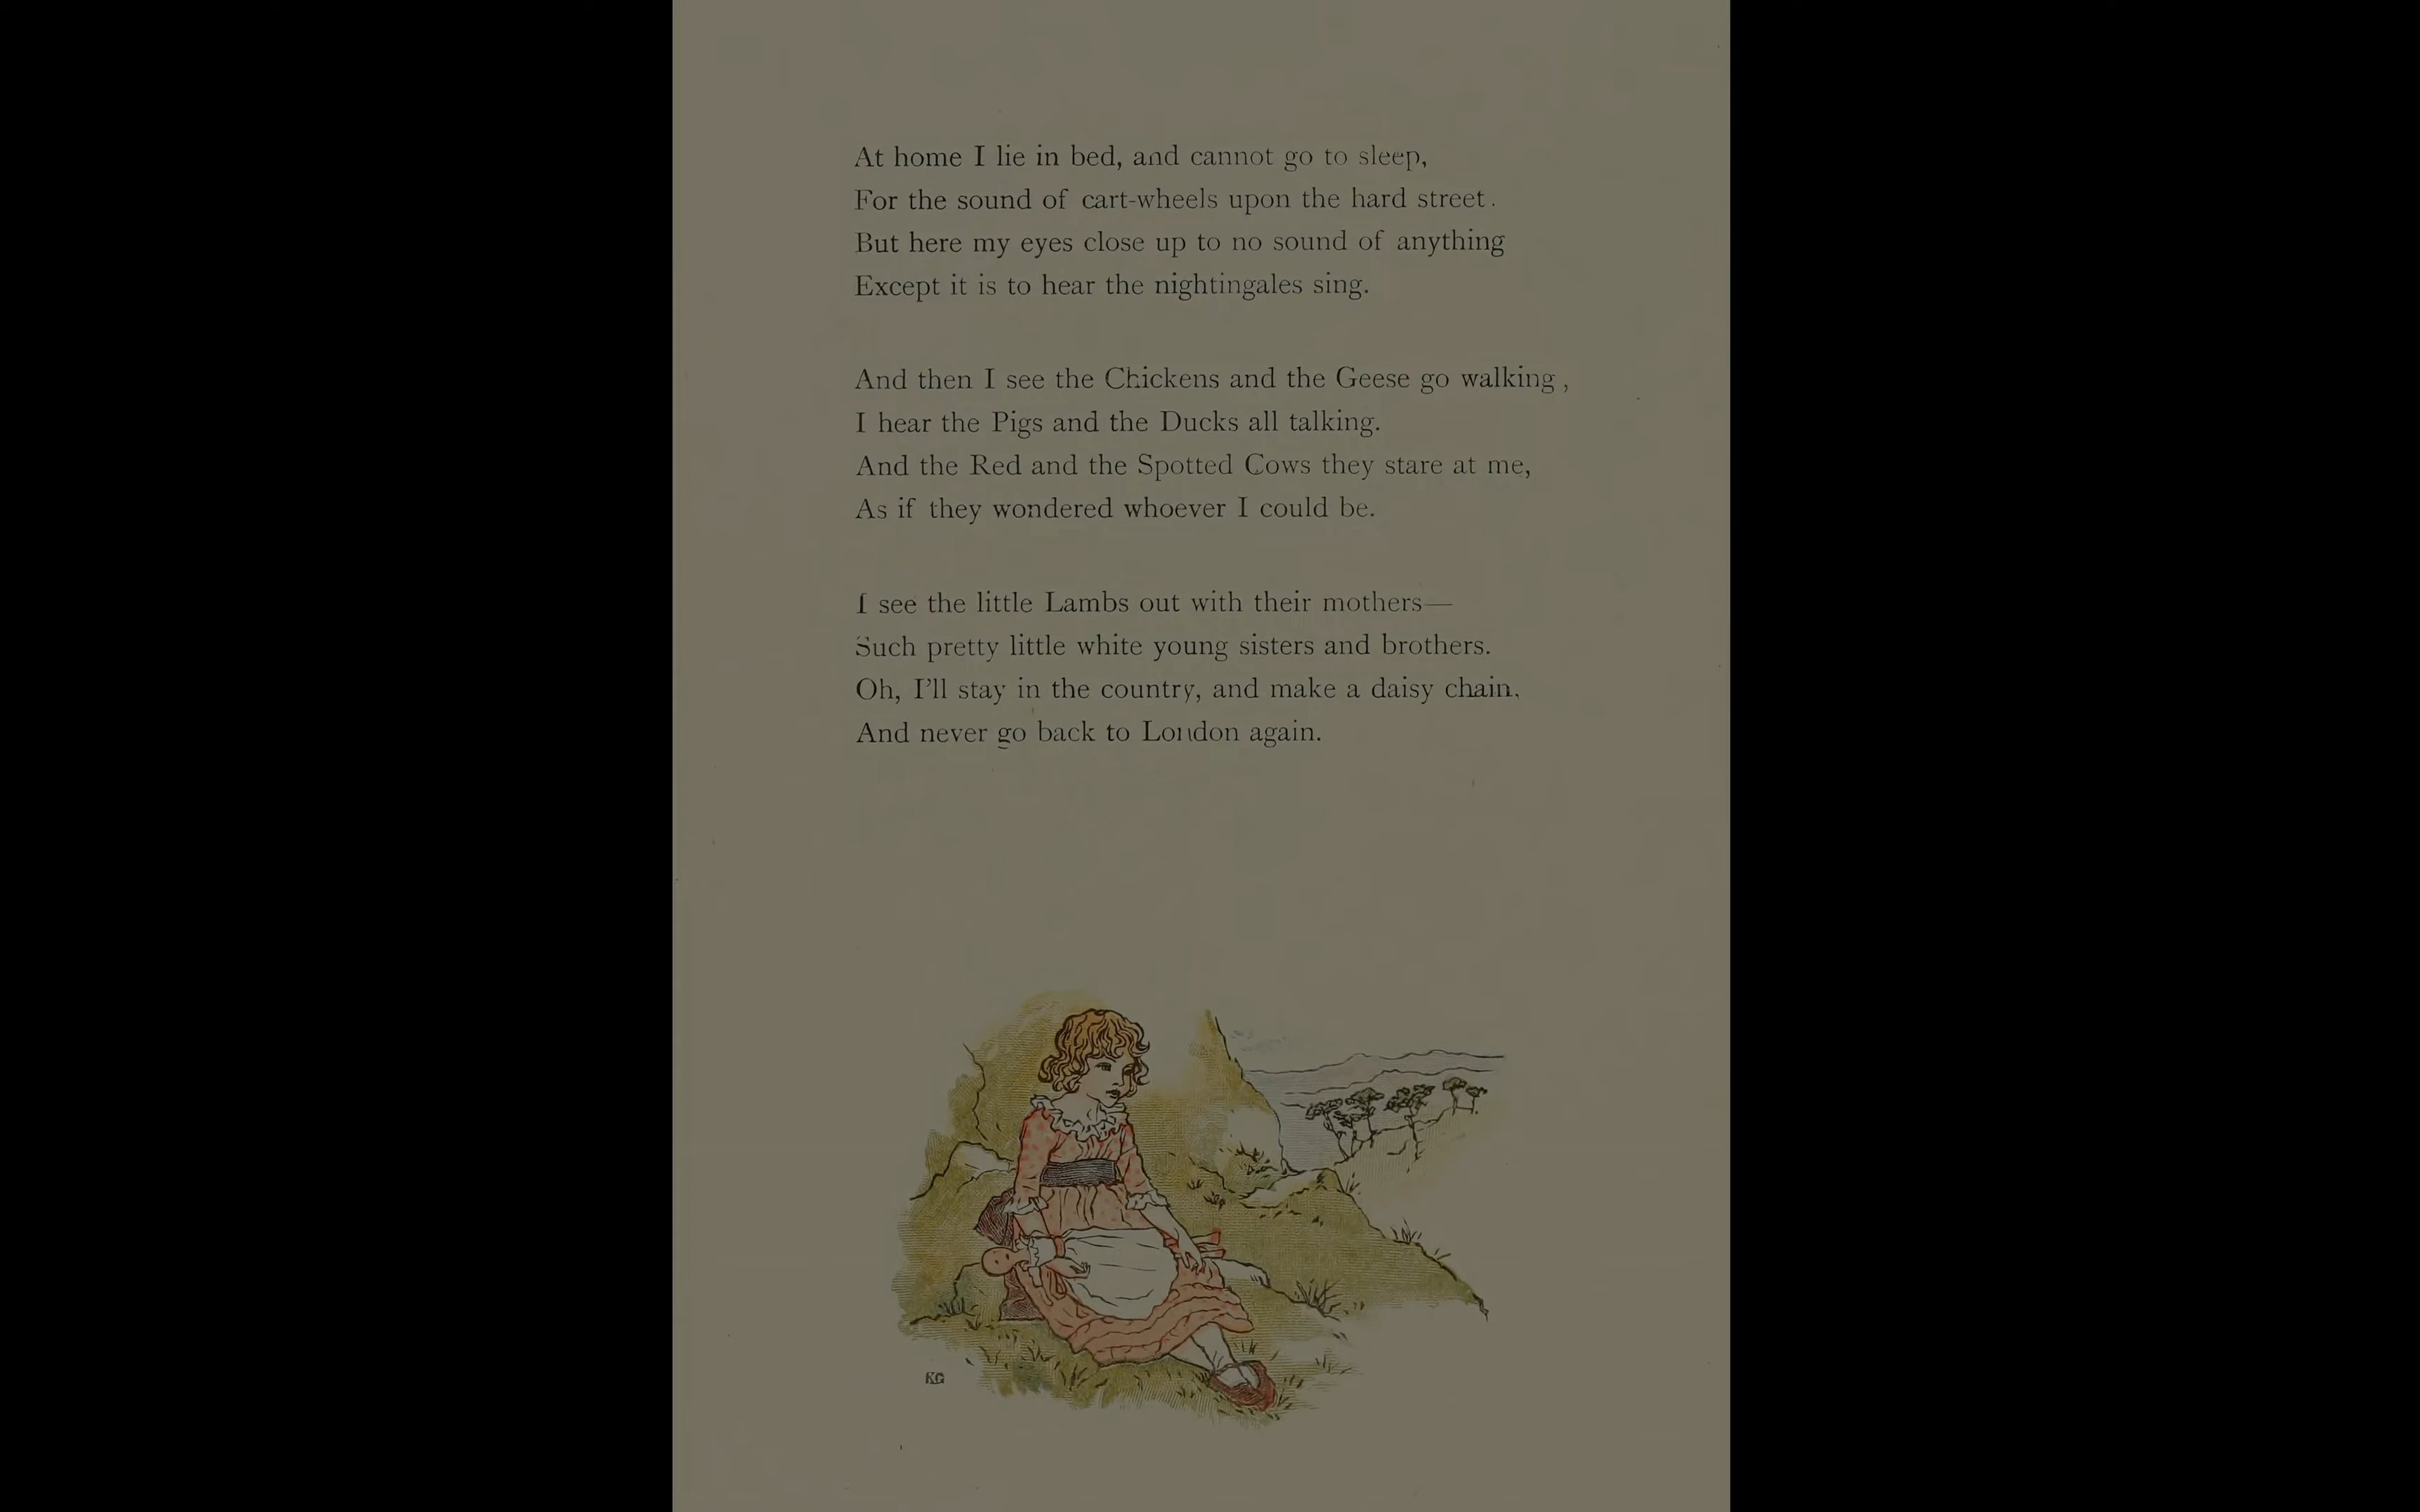 At home I lie in bed, and cannot go to sleep,
For the sound of cart-wheels upon the hard street.
But here my eyes close up to no sound of anything
Except it is to hear the nightingales sing.
And then I see the Chickens and the Geese go walking,
I hear the Pigs and the Ducks all talking.
And the Red and the Spotted Cows they stare at me,
As if they wondered whoever I could be.
I see the little Lambs out with their mothers—
Such pretty little white young sisters and brothers.
Oh, I'll stay in the country, and make a daisy chain,
And never go back to London again.
KG